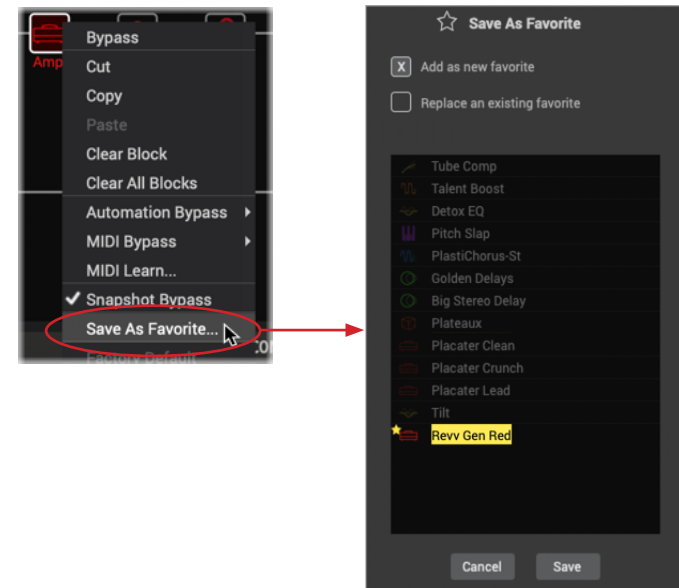 Amp
Bypass
Cut
Copy
Paste
Clear Block
Clear All Blocks
Automation Bypass
MIDI Bypass
MIDI Learn...
Snapshot Bypass
Save As Favorite...
Factory Default
Save As Favorite
X Add as new favorite
Replace an existing favorite
Tube Comp
Talent Boost
Detox EQ
Pitch Slap
PlastiChorus-St
Golden Delays
Big Stereo Delay
Plateaux
Placater Clean
Placater Crunch
Placater Lead
Tilt
Revv Gen Red
Cancel
Save